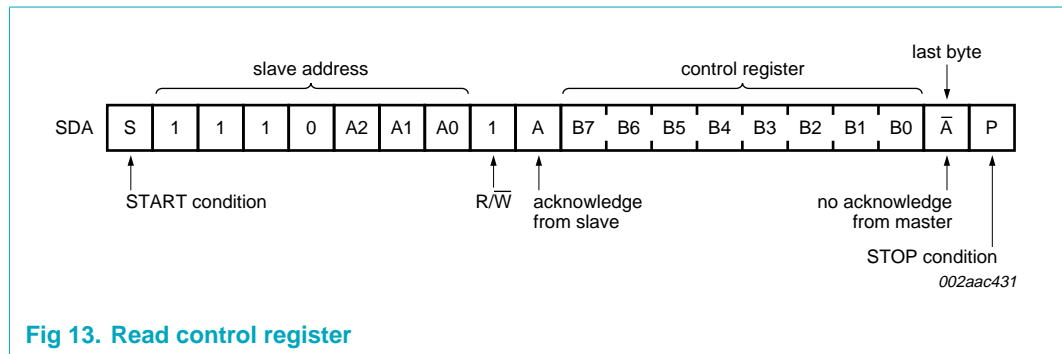 last byte
slave address control register
SDA S 1 1 1 0 A2 A1 A0 1 A B7 B6 B5 B4 B3 B2 B1 B0 A̅ P
START condition R/W̅ acknowledge from slave no acknowledge from master
STOP condition
002aac431
Fig 13. Read control register